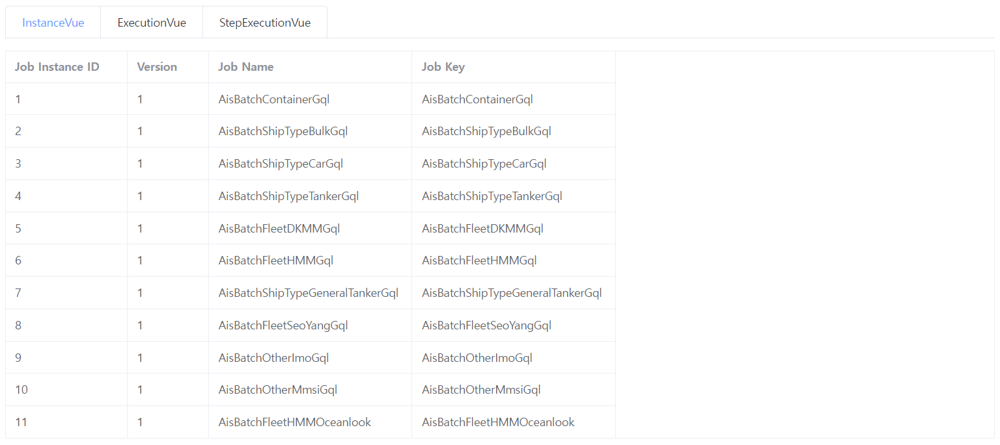 InstanceVue ExecutionVue StepExecutionVue
Job Instance ID Version Job Name Job Key
1 1 AisBatchContainerGql AisBatchContainerGql
2 1 AisBatchShipTypeBulkGql AisBatchShipTypeBulkGql
3 1 AisBatchShipTypeCarGql AisBatchShipTypeCarGql
4 1 AisBatchShipTypeTankerGql AisBatchShipTypeTankerGql
5 1 AisBatchFleetDKMMGql AisBatchFleetDKMMGql
6 1 AisBatchFleetHMMGql AisBatchFleetHMMGql
7 1 AisBatchShipTypeGeneralTankerGql AisBatchShipTypeGeneralTankerGql
8 1 AisBatchFleetSeoYangGql AisBatchFleetSeoYangGql
9 1 AisBatchOtherImoGql AisBatchOtherImoGql
10 1 AisBatchOtherMmsiGql AisBatchOtherMmsiGql
11 1 AisBatchFleetHMMOceanlook AisBatchFleetHMMOceanlook